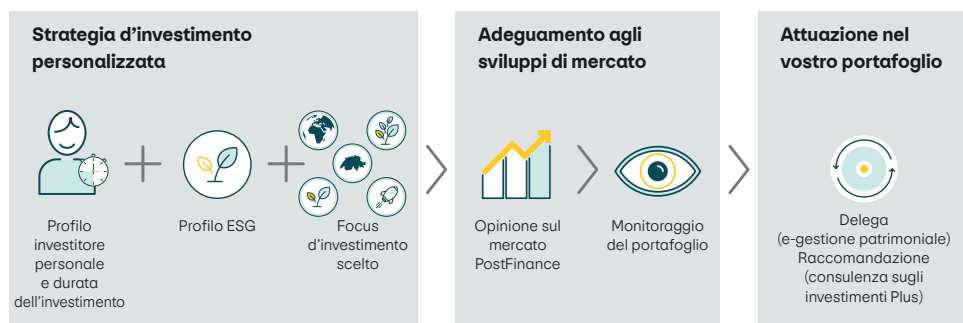 Strategia d'investimento
personalizzata
Profilo
investitore
personale
e durata
dell'investimento
Profilo ESG
Focus
d'investimento
scelto
Adeguamento agli
sviluppi di mercato
Opinione sul
mercato
PostFinance
Monitoraggio
del portafoglio
Attuazione nel
vostro portafoglio
Delega
(e-gestione patrimoniale)
Raccomandazione
(consulenza sugli
investimenti Plus)